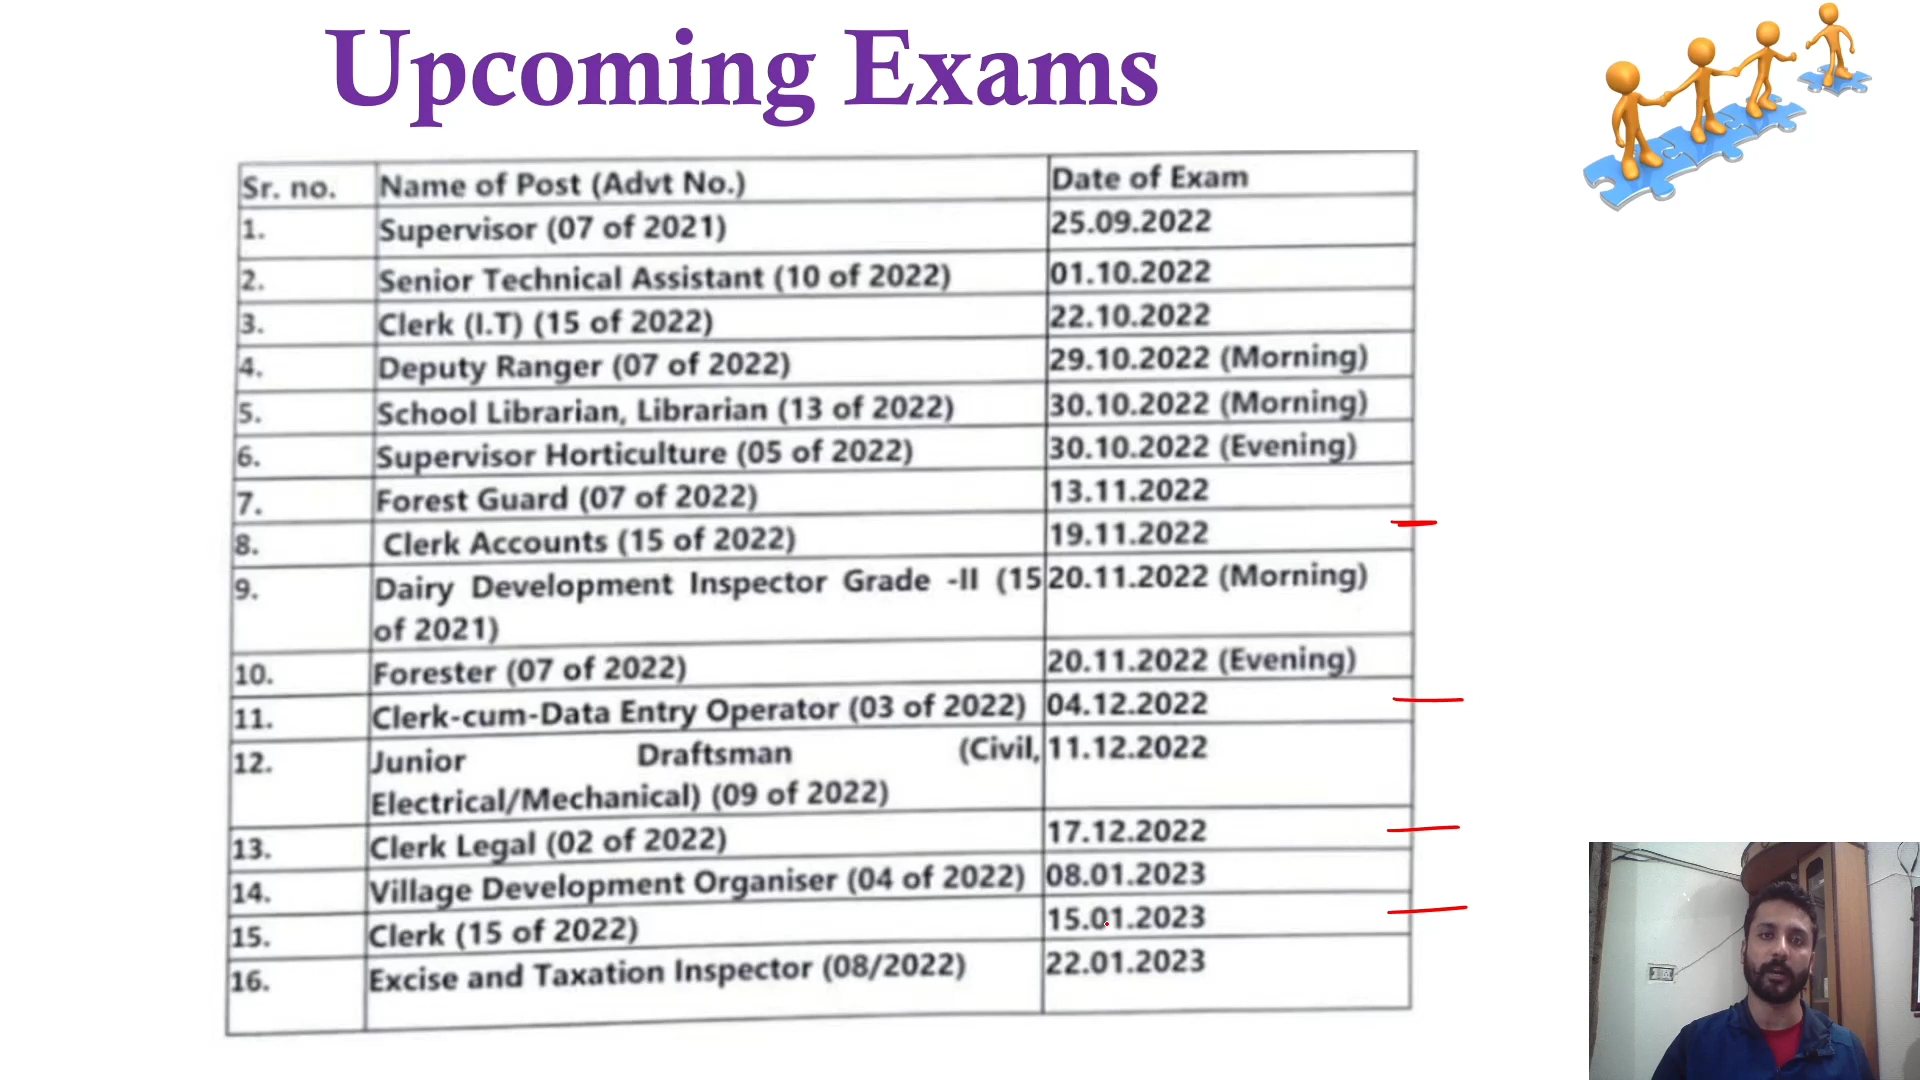 Upcoming Exams
Sr. no. Name of Post (Advt No.) Date of Exam
1. Supervisor (07 of 2021) 25.09.2022
2. Senior Technical Assistant (10 of 2022) 01.10.2022
3. Clerk (I.T) (15 of 2022) 22.10.2022
4. Deputy Ranger (07 of 2022) 29.10.2022 (Morning)
5. School Librarian, Librarian (13 of 2022) 30.10.2022 (Morning)
6. Supervisor Horticulture (05 of 2022) 30.10.2022 (Evening)
7. Forest Guard (07 of 2022) 13.11.2022
8. Clerk Accounts (15 of 2022) 19.11.2022
9. Dairy Development Inspector Grade -II (15 20.11.2022 (Morning)
of 2021)
10. Forester (07 of 2022) 20.11.2022 (Evening)
11. Clerk-cum-Data Entry Operator (03 of 2022) 04.12.2022
12. Junior Draftsman (Civil, 11.12.2022
Electrical/Mechanical) (09 of 2022)
13. Clerk Legal (02 of 2022) 17.12.2022
14. Village Development Organiser (04 of 2022) 08.01.2023
15. Clerk (15 of 2022) 15.01.2023
16. Excise and Taxation Inspector (08/2022) 22.01.2023